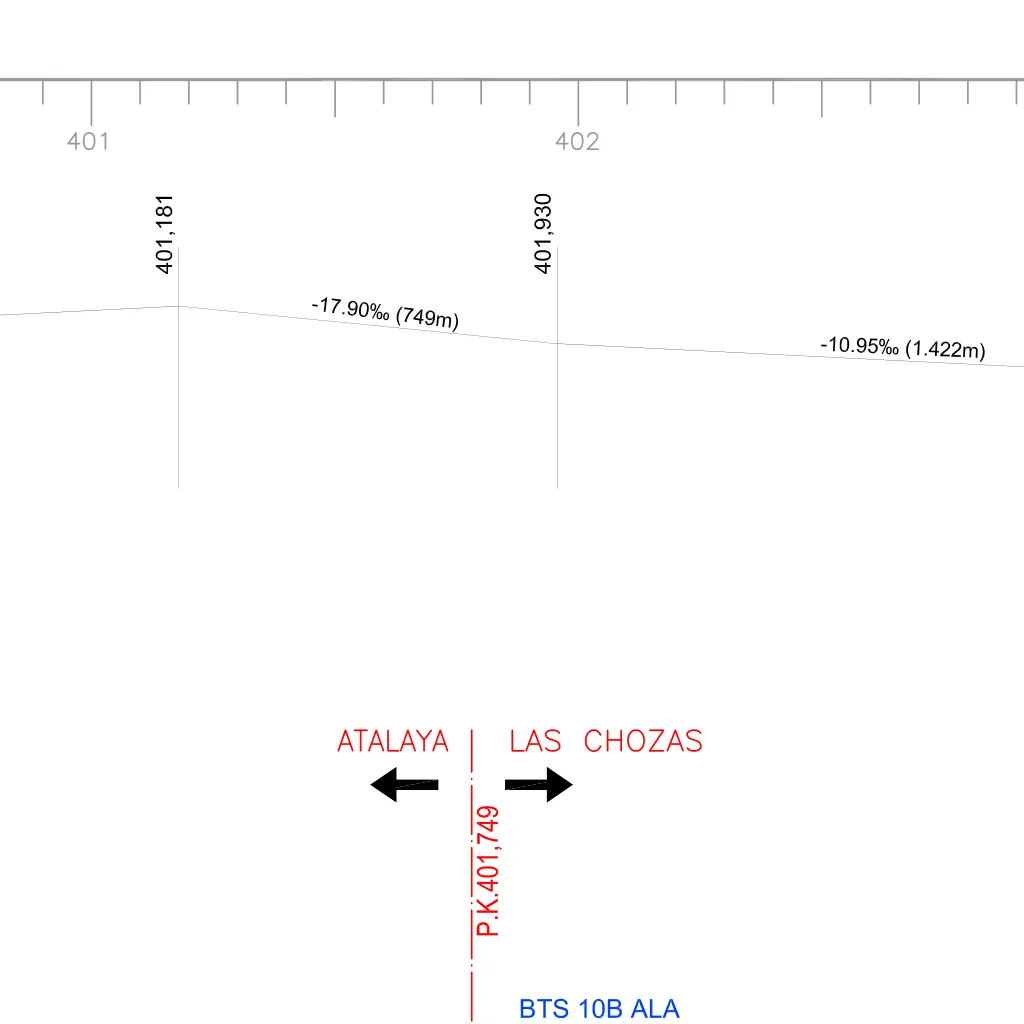 401
402
401,181
401,930
-17.90‰ (749m)
-10.95‰ (1.422m)
ATALAYA
LAS CHOZAS
P.K.401,749
BTS 10B ALA